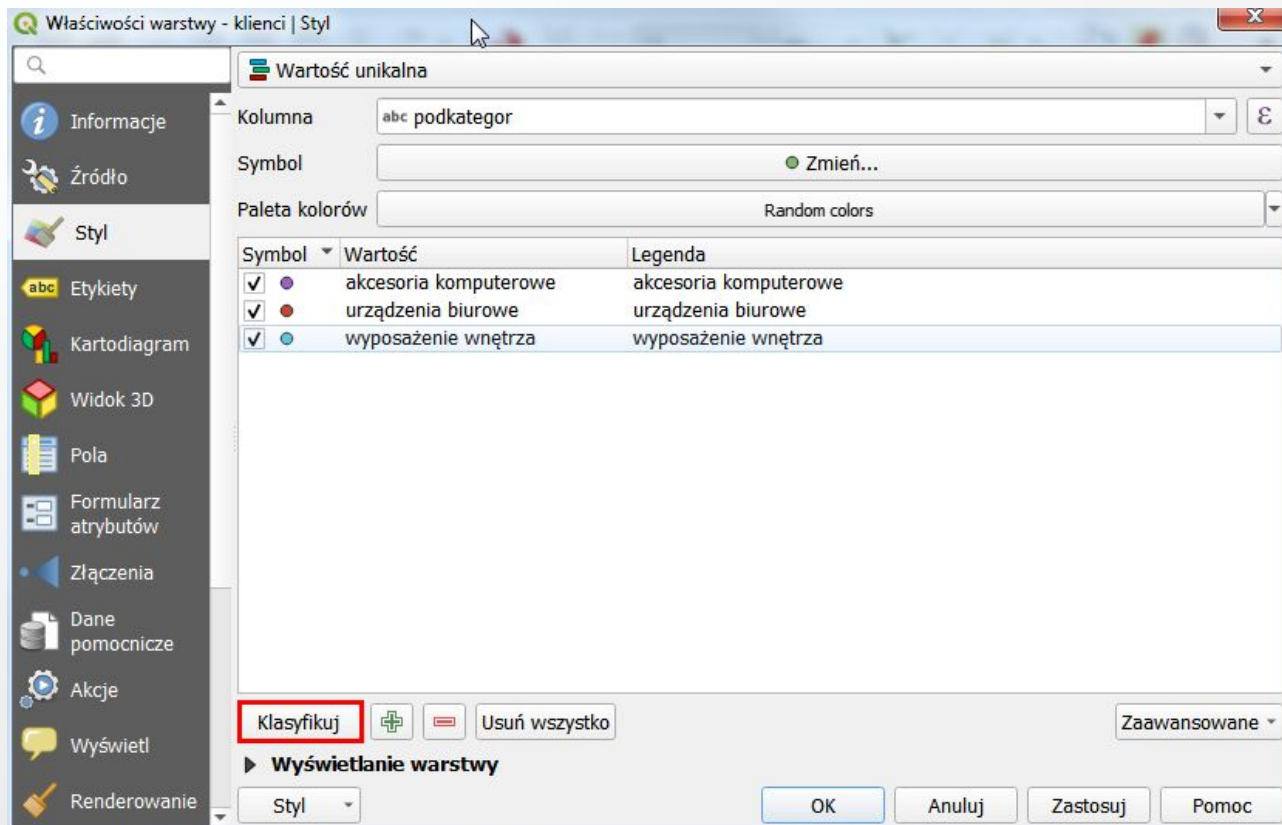 Właściwości warstwy - klienci | Styl
Wartość unikalna
Informacje
Źródło
Styl
abc Etykiety
Kartodiagram
Widok 3D
Pola
Formularz
atrybutów
Złączenia
Dane
pomocnicze
Akcje
Wyświetl
Renderowanie
Kolumna abc podkategor ε
Symbol Zmień...
Paleta kolorów Random colors
Symbol Wartość Legenda
akcesoria komputerowe akcesoria komputerowe
urządzenia biurowe urządzenia biurowe
wyposażenie wnętrza wyposażenie wnętrza
Klasyfikuj Usuń wszystko Zaawansowane
Wyświetlanie warstwy
Styl OK Anuluj Zastosuj Pomoc